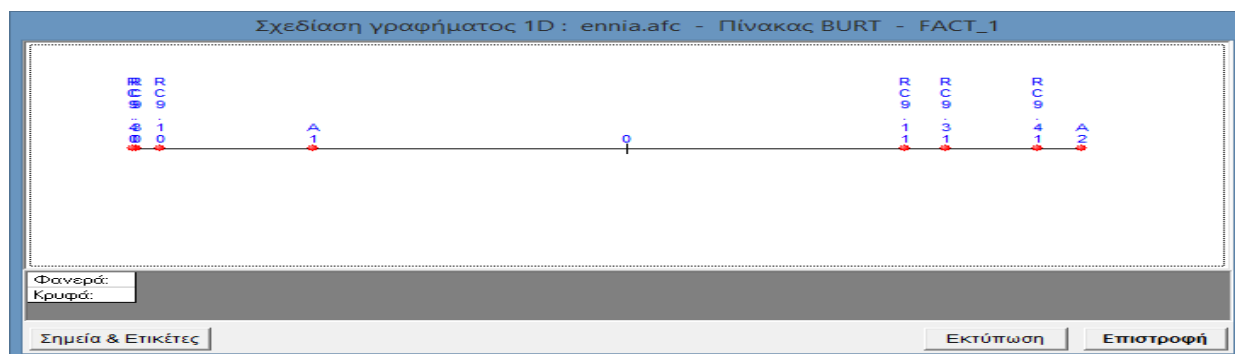 Σχεδίαση γραφήματος 1D : ennia.afc - Πίνακας BURT - FACT_1
RC9.10
A1
0
RC9.11
RC9.31
RC9.41
A2
Φανερά:
Κρυφά:
Σημεία & Ετικέτες
Εκτύπωση
Επιστροφή